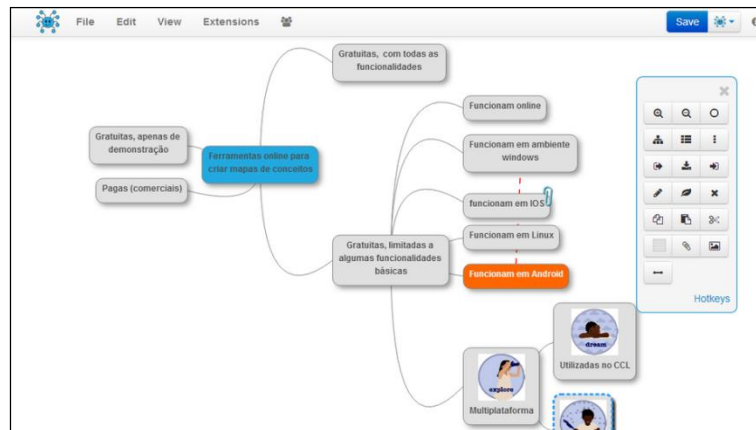 File Edit View Extensions
Save
Gratuitas, com todas as
funcionalidades
Gratuitas, apenas de
demonstração
Ferramentas online para
criar mapas de conceitos
Pagas (comerciais)
Funcionam online
Funcionam em ambiente
windows
funcionam em IOS
Gratuitas, limitadas a
algumas funcionalidades
básicas
Funcionam em Linux
Funcionam em Android
Hotkeys
dream
Utilizadas no CCL
explore
Multiplataforma